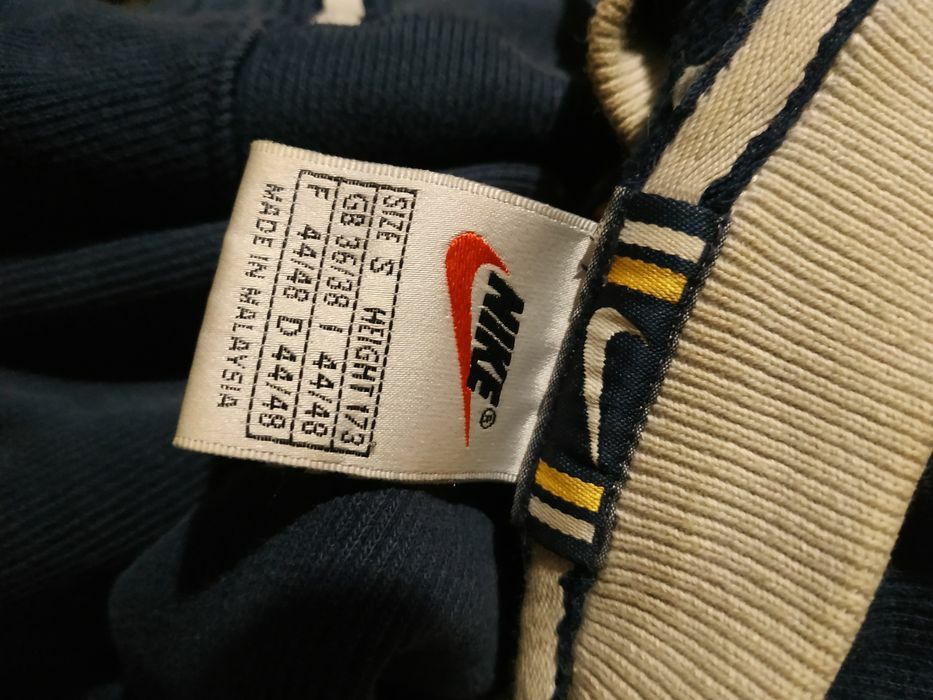 NIKE®
SIZE S HEIGHT 173
GB 36/38 I 44/48
F 44/48 D 44/48
MADE IN MALAYSIA